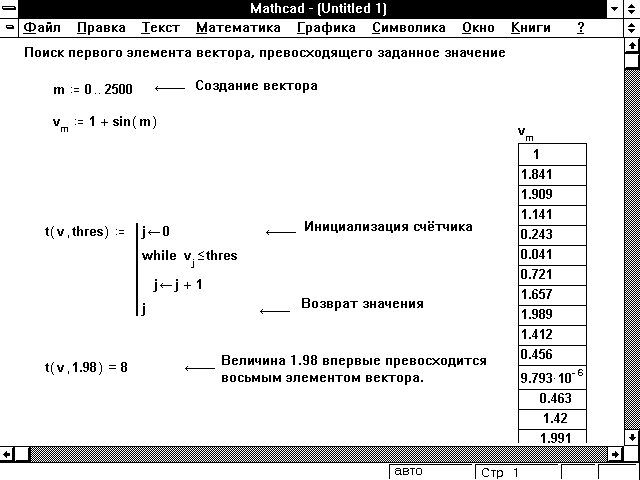 Mathcad - [Untitled 1]
Файл Правка Текст Математика Графика Символика Окно Книги ?
Поиск первого элемента вектора, превосходящего заданное значение
m := 0 .. 2500 ← Создание вектора
v_m := 1 + sin(m)
v_m
1
1.841
1.909
1.141
0.243
0.041
0.721
1.657
1.989
1.412
0.456
9.793·10^-6
0.463
1.42
1.991
t(v,thres) := j←0 ← Инициализация счётчика
while v_j ≤ thres
j←j + 1
j ← Возврат значения
t(v,1.98) = 8 ← Величина 1.98 впервые превосходится
восьмым элементом вектора.
авто Стр 1